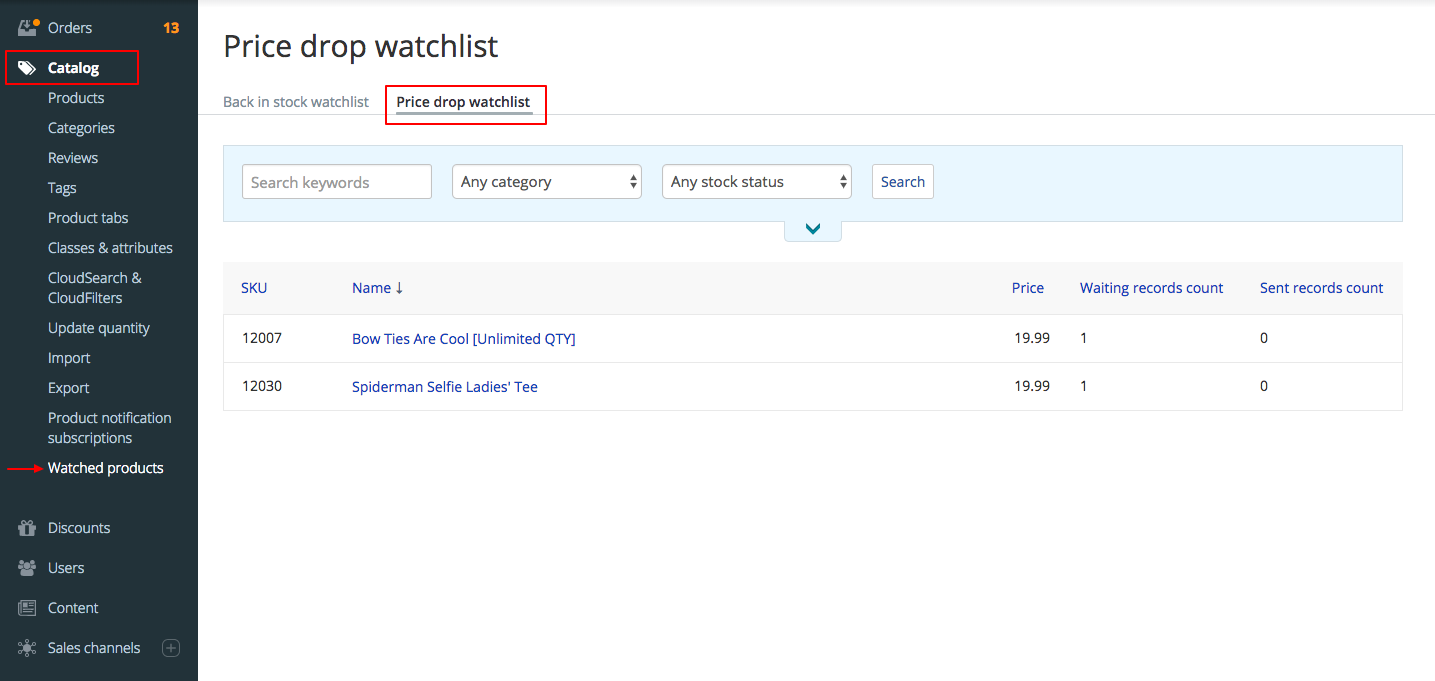 Orders 13
Catalog
Products
Categories
Reviews
Tags
Product tabs
Classes & attributes
CloudSearch &
CloudFilters
Update quantity
Import
Export
Product notification
subscriptions
Watched products
Discounts
Users
Content
Sales channels
Price drop watchlist
Back in stock watchlist Price drop watchlist
Search keywords Any category Any stock status Search
SKU Name ↓ Price Waiting records count Sent records count
12007 Bow Ties Are Cool [Unlimited QTY] 19.99 1 0
12030 Spiderman Selfie Ladies' Tee 19.99 1 0